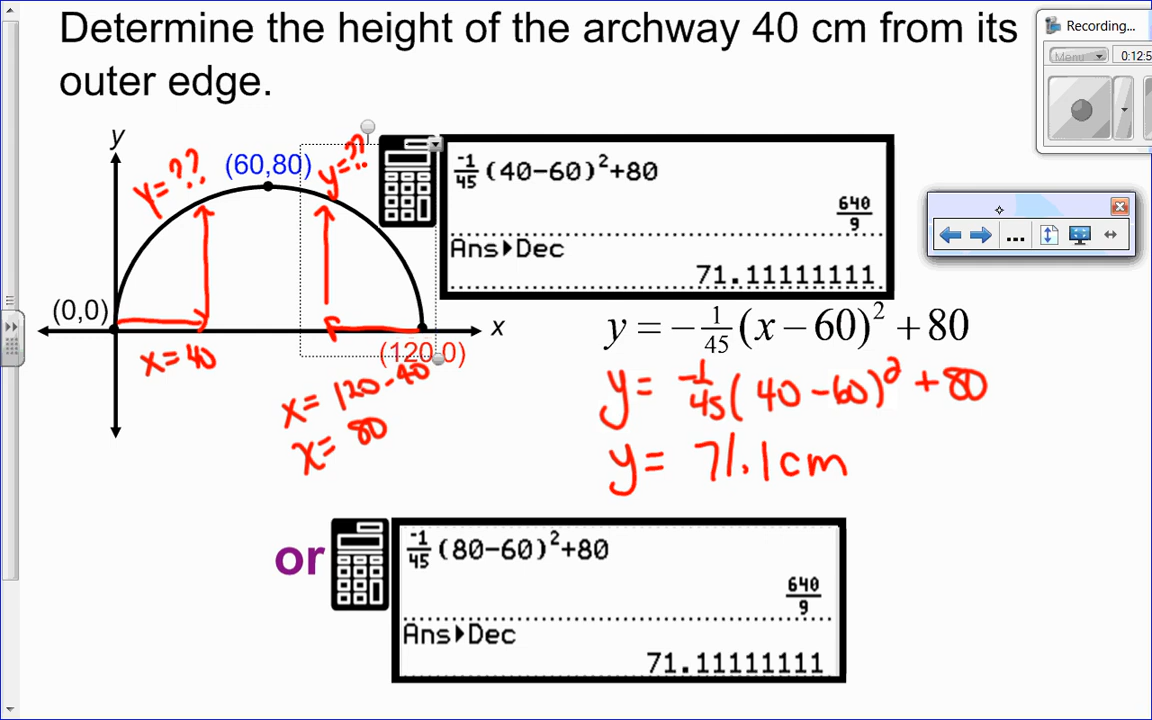 Determine the height of the archway 40 cm from its
outer edge.
Recording...
Menu
0:12:5
y
(60,80)
y=??
y=??
(0,0)
x
x=40
(120,0)
x= 120-40
x= 80
-1/45(40-60)²+80
640/9
Ans▶Dec
71.11111111
y = -1/45(x-60)²+80
y= -1/45(40-60)²+80
y= 71.1cm
or
-1/45(80-60)²+80
640/9
Ans▶Dec
71.11111111